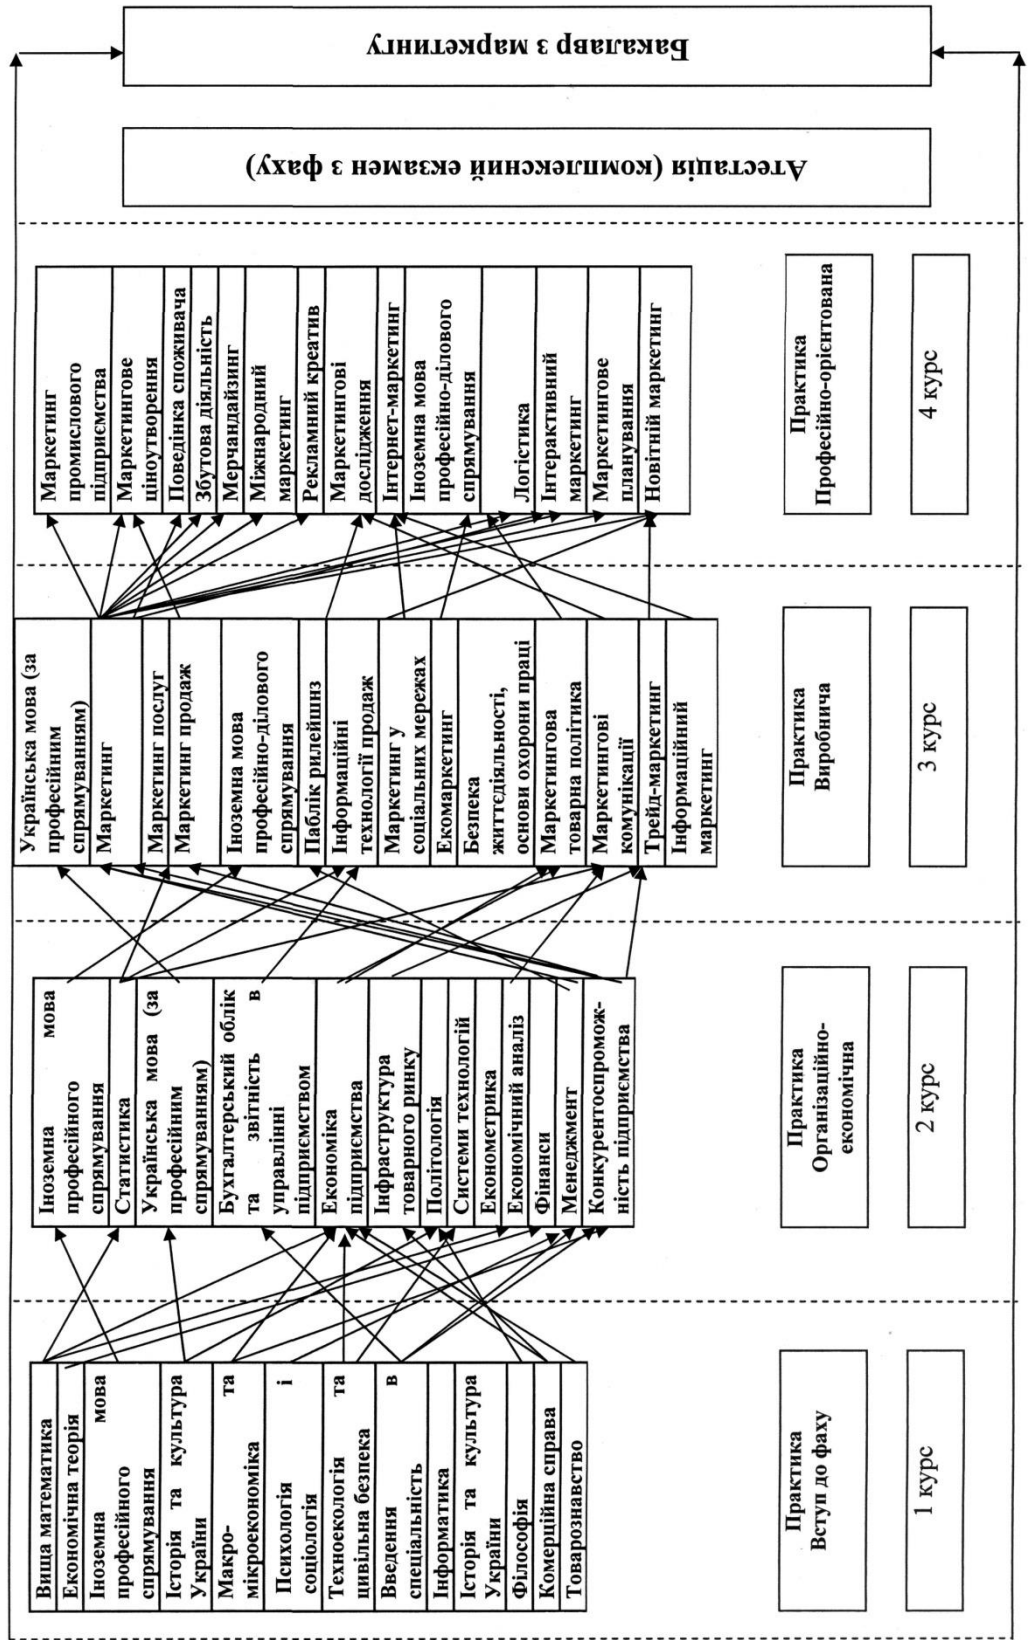 Вища математика
Економічна теорія
Іноземна мова
професійного
спрямування
Історія та культура
України
Макро- та
мікроекономіка
Психологія і
соціологія
Техноекологія та
цивільна безпека
Введення в
спеціальність
Інформатика
Історія та культура
України
Філософія
Комерційна справа
Товарознавство
Практика
Вступ до фаху
1 курс
Іноземна мова
професійного
спрямування
Статистика
Українська мова (за
професійним
спрямуванням)
Бухгалтерський облік
та звітність в
управлінні
підприємством
Економіка
підприємства
Інфраструктура
товарного ринку
Політологія
Системи технологій
Економетрика
Економічний аналіз
Фінанси
Менеджмент
Конкурентоспромож-
ність підприємства
Практика
Організаційно-
економічна
2 курс
Українська мова (за
професійним
спрямуванням)
Маркетинг
Маркетинг послуг
Маркетинг продаж
Іноземна мова
професійно-ділового
спрямування
Паблік рилейшнз
Інформаційні
технології продаж
Маркетинг у
соціальних мережах
Екомаркетинг
Безпека
життєдіяльності,
основи охорони праці
Маркетингова
товарна політика
Маркетингові
комунікації
Трейд-маркетинг
Інформаційний
маркетинг
Практика
Виробнича
3 курс
Маркетинг
промислового
підприємства
Маркетингове
ціноутворення
Поведінка споживача
Збутова діяльність
Мерчандайзинг
Міжнародний
маркетинг
Рекламний креатив
Маркетингові
дослідження
Інтернет-маркетинг
Іноземна мова
професійно-ділового
спрямування
Логістика
Інтерактивний
маркетинг
Маркетингове
планування
Новітній маркетинг
Практика
Професійно-орієнтована
4 курс
Атестація (комплексний екзамен з фаху)
Бакалавр з маркетингу